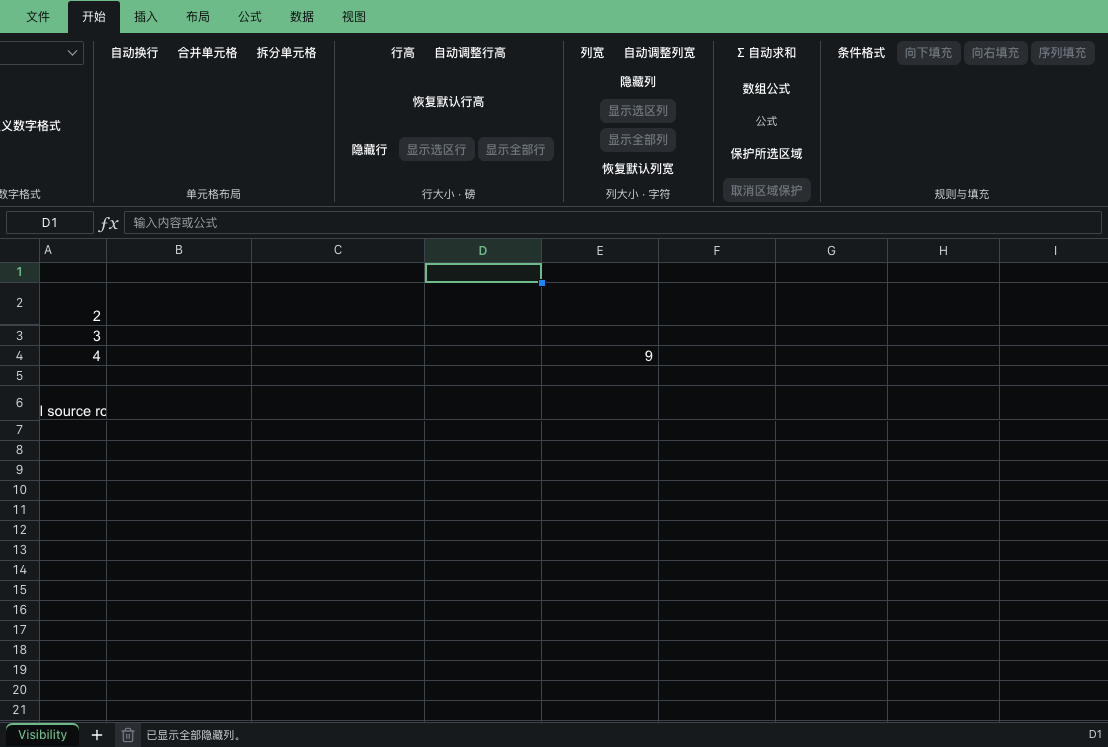 文件 开始 插入 布局 公式 数据 视图
自动换行 合并单元格 拆分单元格 行高 自动调整行高 列宽 自动调整列宽 Σ 自动求和 条件格式 向下填充 向右填充 序列填充
隐藏列
数组公式
恢复默认行高
显示选区列
公式
义数字格式
显示全部列
隐藏行 显示选区行 显示全部行
保护所选区域
恢复默认列宽
取消区域保护
数字格式 单元格布局 行大小 · 磅 列大小 · 字符 规则与填充
D1 fx 输入内容或公式
A B C D E F G H I
1
2 2
3 3
4 4 9
5
6 l source ro
7
8
9
10
11
12
13
14
15
16
17
18
19
20
21
Visibility + 已显示全部隐藏列。 D1